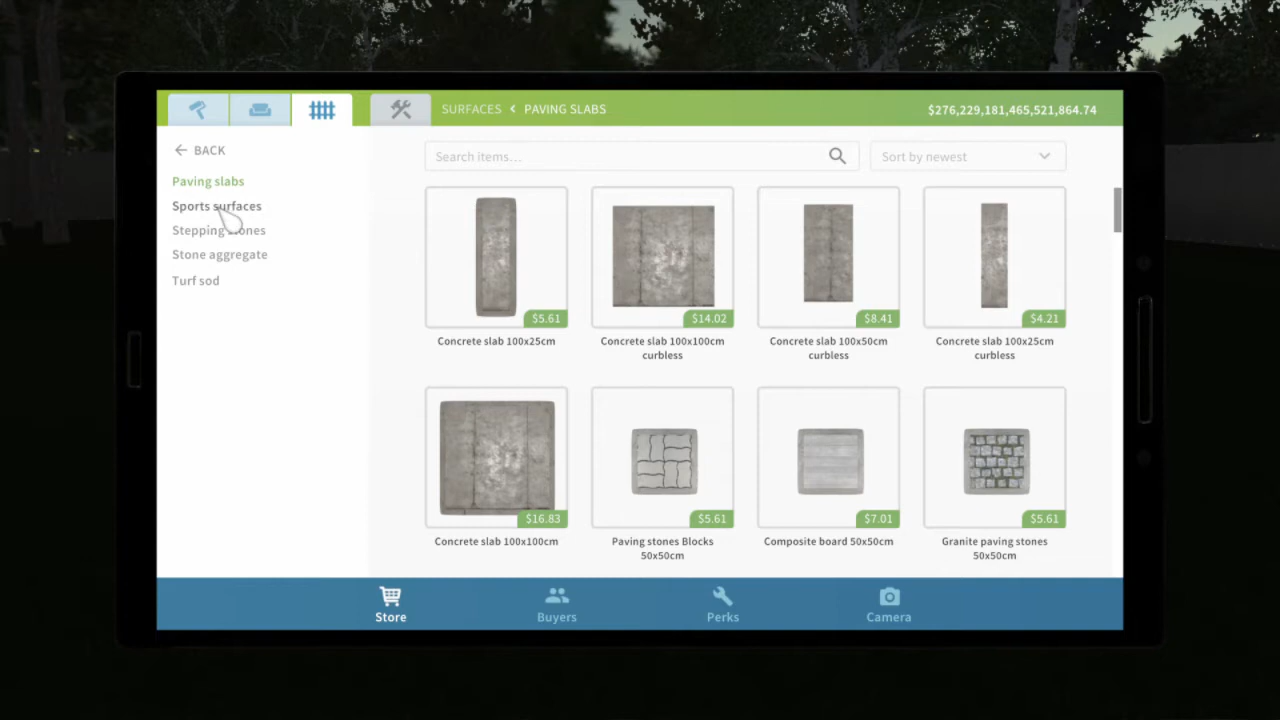 SURFACES < PAVING SLABS
$276,229,181,465,521,864.74
BACK
Paving slabs
Sports surfaces
Stepping stones
Stone aggregate
Turf sod
Search items...
Sort by newest
$5.61
Concrete slab 100x25cm
$14.02
Concrete slab 100x100cm
curbless
$8.41
Concrete slab 100x50cm
curbless
$4.21
Concrete slab 100x25cm
curbless
$16.83
Concrete slab 100x100cm
$5.61
Paving stones Blocks
50x50cm
$7.01
Composite board 50x50cm
$5.61
Granite paving stones
50x50cm
Store
Buyers
Perks
Camera